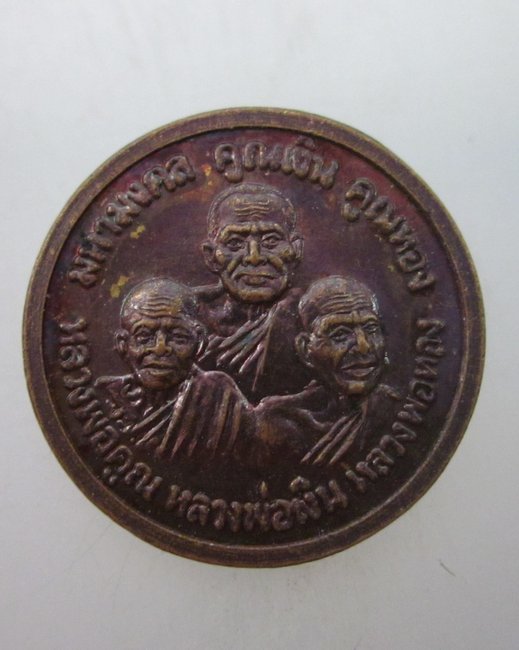 มหามงคล คูณเงิน คูณทอง
หลวงพ่อคูณ หลวงพ่อเงิน หลวงพ่อทอง